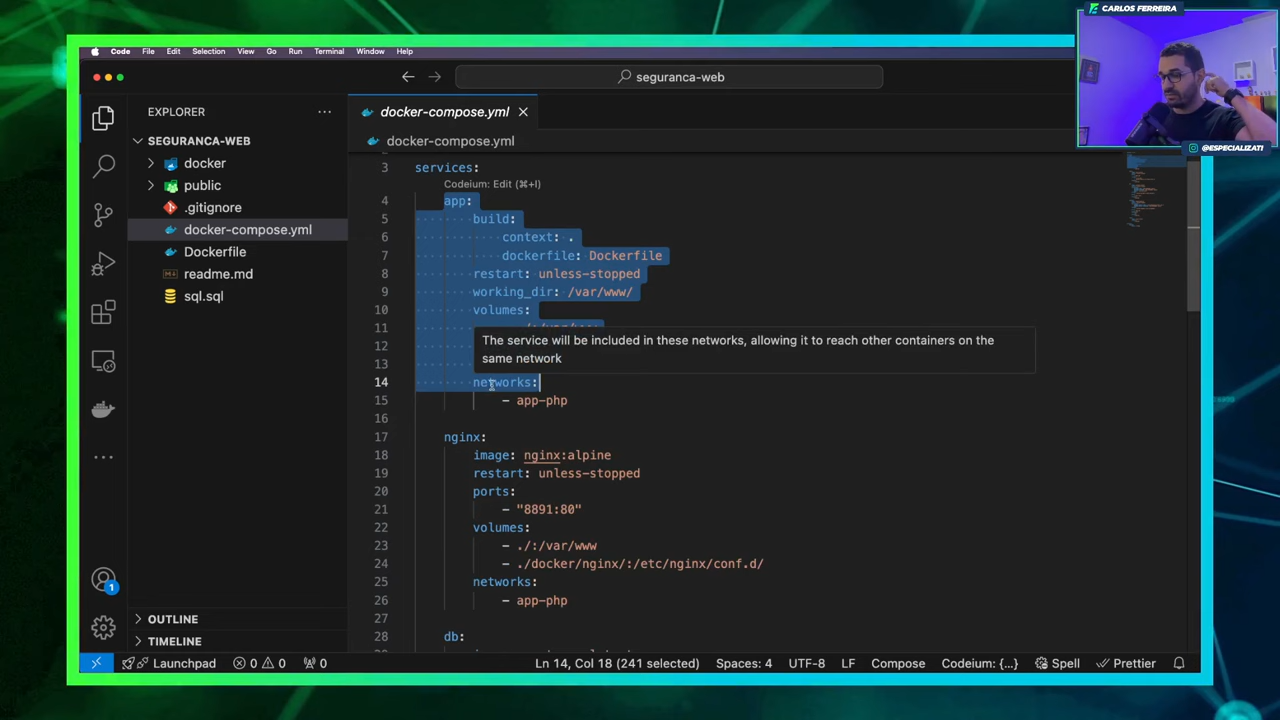 CARLOS FERREIRA
Code File Edit Selection View Go Run Terminal Window Help
seguranca-web
EXPLORER
docker-compose.yml
SEGURANCA-WEB
docker-compose.yml
@ESPECIALIZATI
docker
public
.gitignore
docker-compose.yml
Dockerfile
readme.md
sql.sql
3 services:
Codeium: Edit (⌘+I)
4 app:
5 build:
6 context: .
7 dockerfile: Dockerfile
8 restart: unless-stopped
9 working_dir: /var/www/
10 volumes:
11
12
13
The service will be included in these networks, allowing it to reach other containers on the
same network
14 networks:
15 - app-php
16
17 nginx:
18 image: nginx:alpine
19 restart: unless-stopped
20 ports:
21 - "8891:80"
22 volumes:
23 - ./:/var/www
24 - ./docker/nginx/:/etc/nginx/conf.d/
25 networks:
26 - app-php
27
28 db:
1
OUTLINE
TIMELINE
Launchpad 0 0 0 Ln 14, Col 18 (241 selected) Spaces: 4 UTF-8 LF Compose Codeium: {...} Spell Prettier